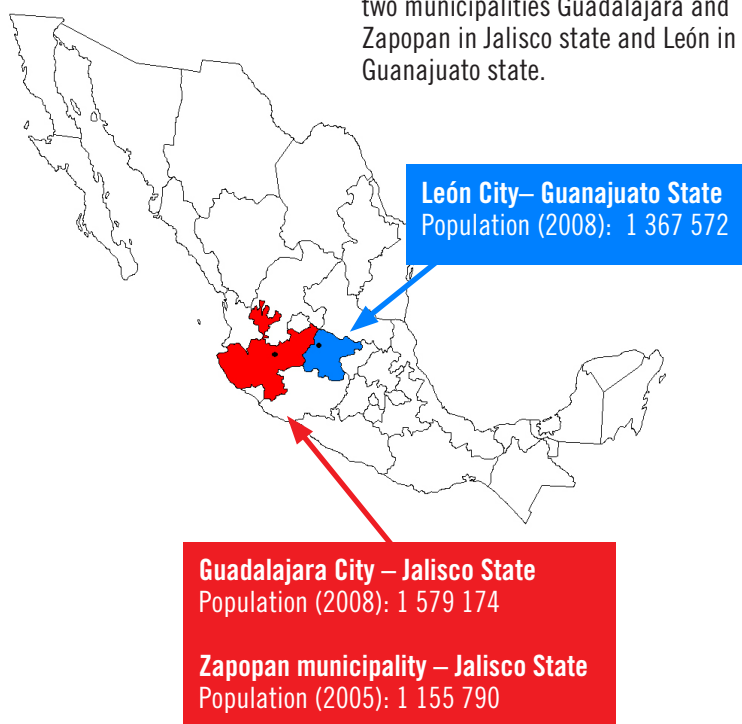 two municipalities Guadalajara and
Zapopan in Jalisco state and León in
Guanajuato state.
León City– Guanajuato State
Population (2008):  1 367 572
Guadalajara City – Jalisco State
Population (2008): 1 579 174
Zapopan municipality – Jalisco State
Population (2005): 1 155 790